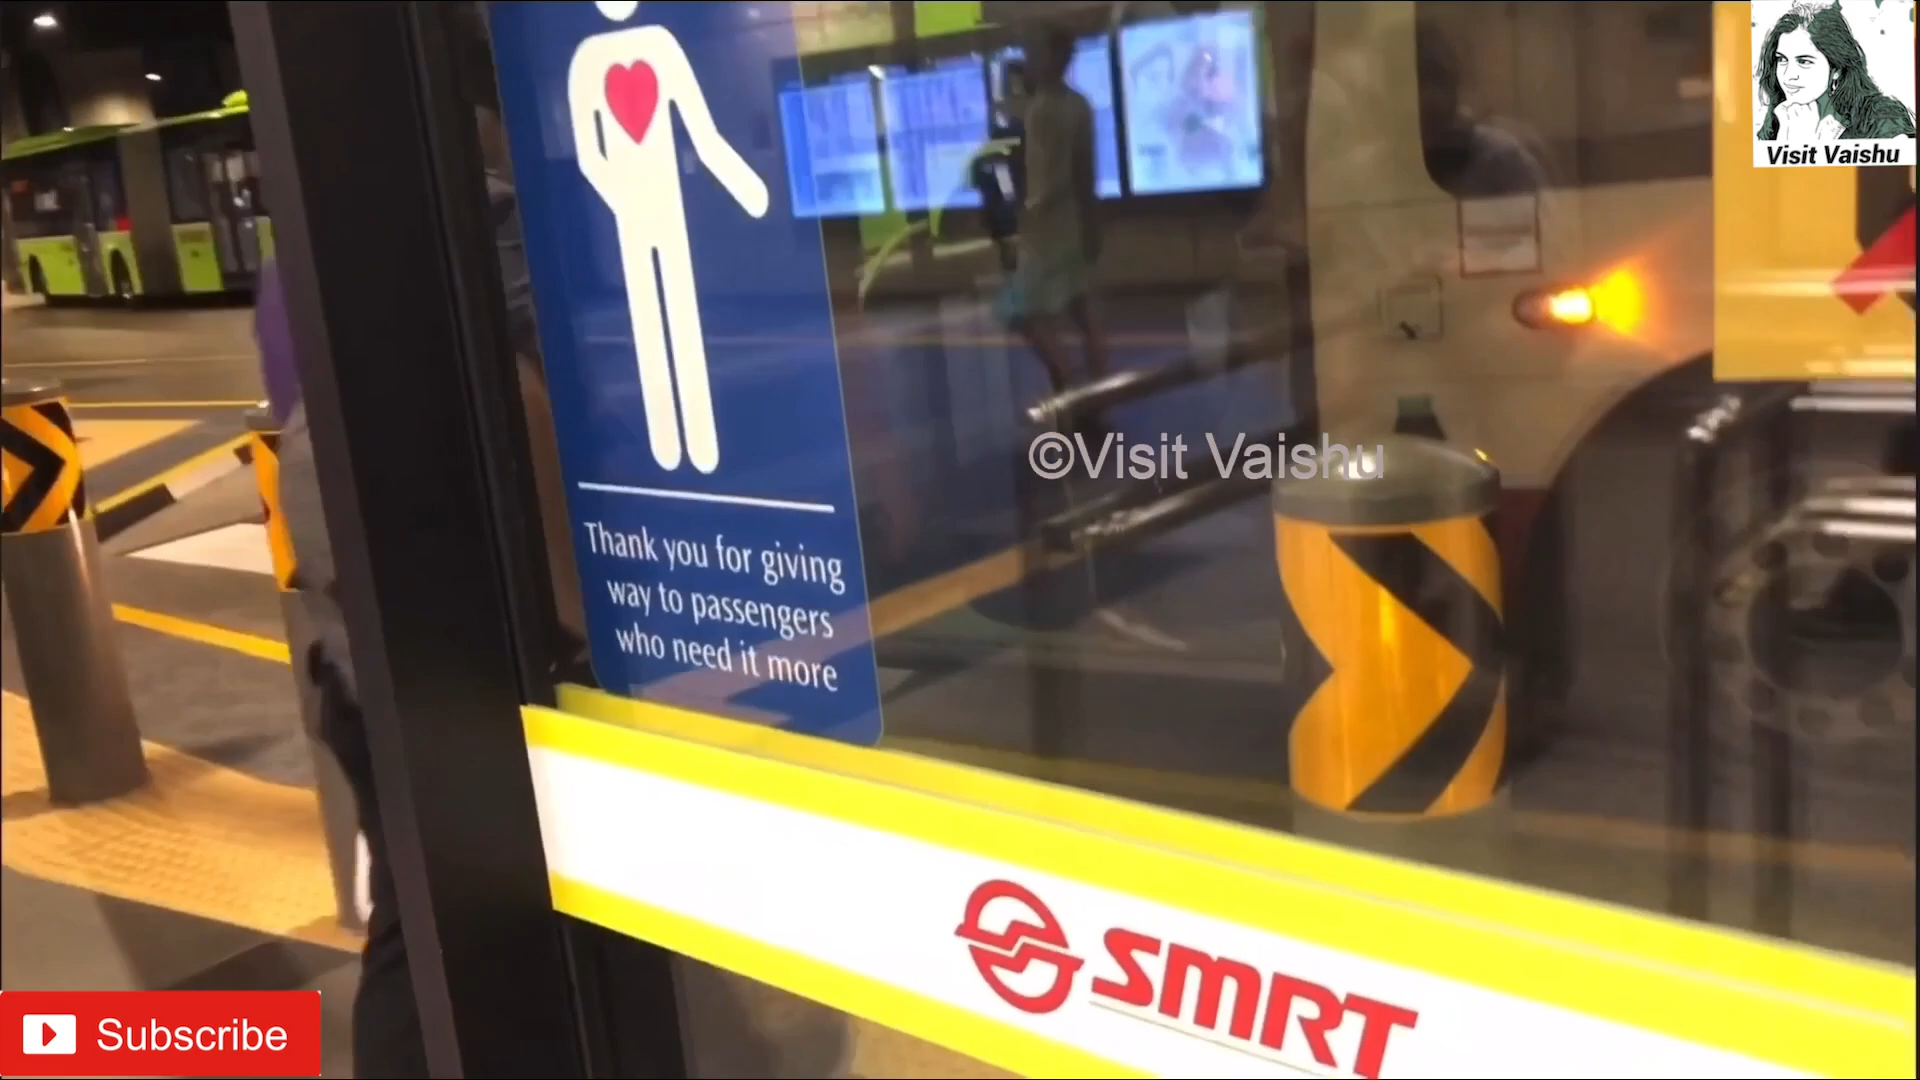 Visit Vaishu
©Visit Vaishu
Thank you for giving
way to passengers
who need it more
SMRT
Subscribe